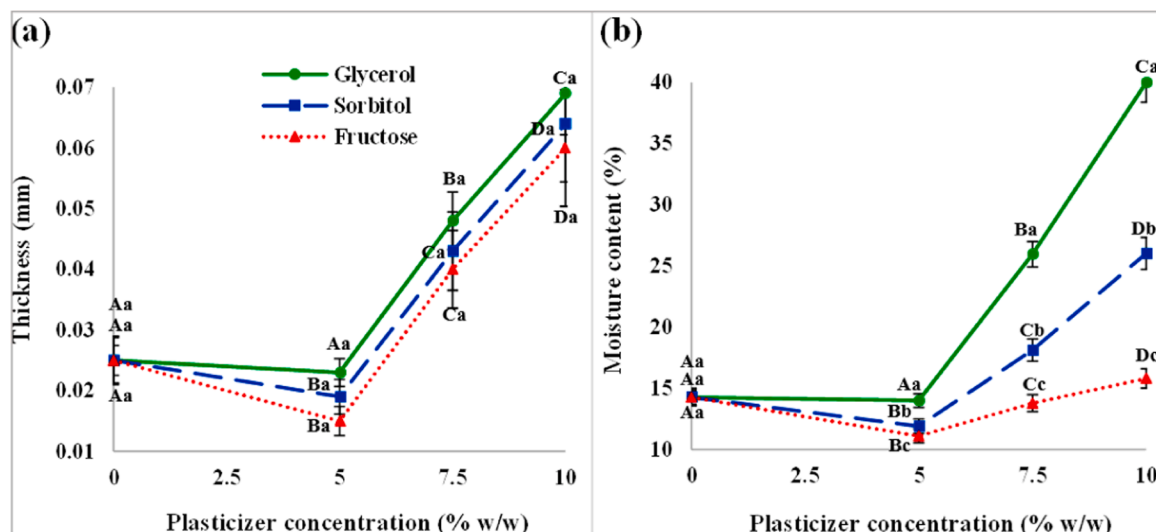 (a)
Glycerol
Sorbitol
Fructose
Thickness (mm)
0.07
0.06
0.05
0.04
0.03
0.02
0.01
Aa
Aa
Aa
Aa
Ba
Ba
Ba
Ca
Ca
Ca
Da
Da
0 2.5 5 7.5 10
Plasticizer concentration (% w/w)
(b)
Moisture content (%)
40
35
30
25
20
15
10
Aa
Aa
Aa
Aa
Bb
Bc
Ba
Cb
Cc
Ca
Db
Dc
0 2.5 5 7.5 10
Plasticizer concentration (% w/w)